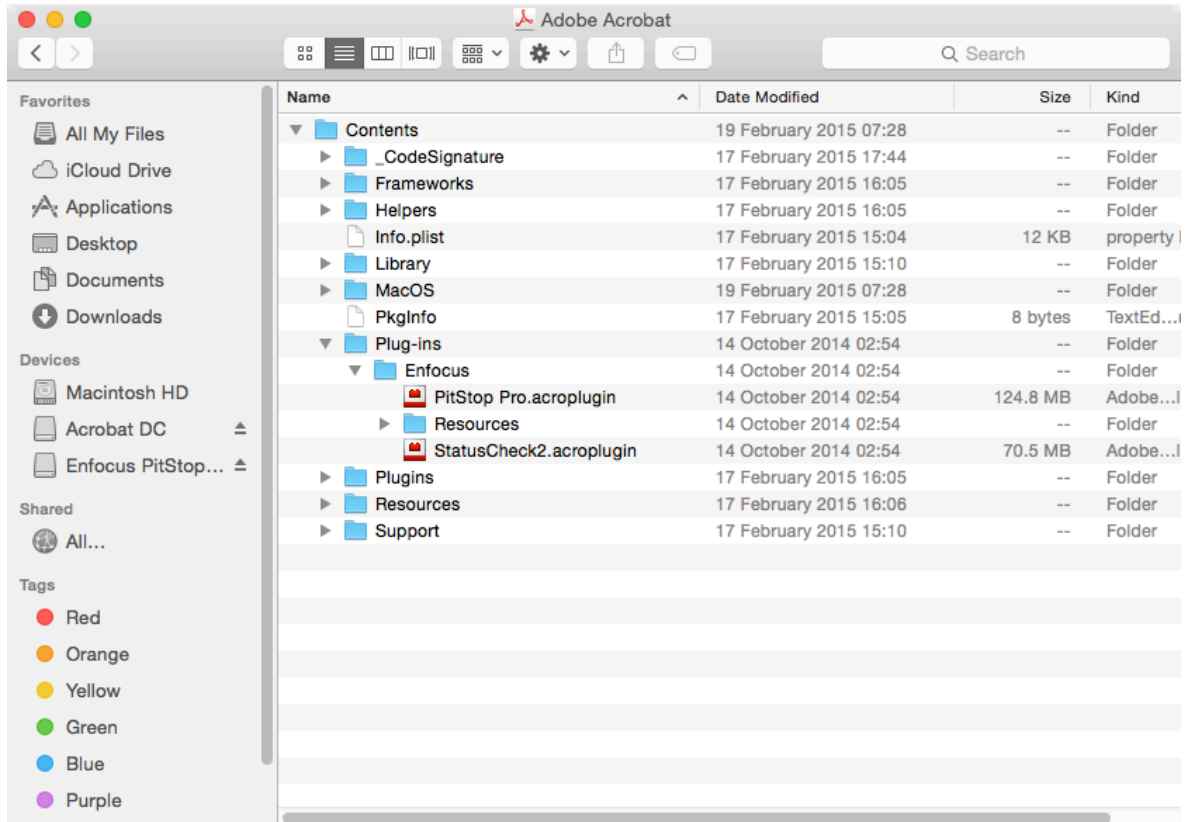 Adobe Acrobat
Search
Favorites
All My Files
iCloud Drive
Applications
Desktop
Documents
Downloads
Devices
Macintosh HD
Acrobat DC
Enfocus PitStop...
Shared
All...
Tags
Red
Orange
Yellow
Green
Blue
Purple
Name Date Modified Size Kind
Contents 19 February 2015 07:28 -- Folder
_CodeSignature 17 February 2015 17:44 -- Folder
Frameworks 17 February 2015 16:05 -- Folder
Helpers 17 February 2015 16:05 -- Folder
Info.plist 17 February 2015 15:04 12 KB property
Library 17 February 2015 15:10 -- Folder
MacOS 19 February 2015 07:28 -- Folder
PkgInfo 17 February 2015 15:05 8 bytes TextEd...
Plug-ins 14 October 2014 02:54 -- Folder
Enfocus 14 October 2014 02:54 -- Folder
PitStop Pro.acroplugin 14 October 2014 02:54 124.8 MB Adobe...
Resources 14 October 2014 02:54 -- Folder
StatusCheck2.acroplugin 14 October 2014 02:54 70.5 MB Adobe...
Plugins 17 February 2015 16:05 -- Folder
Resources 17 February 2015 16:06 -- Folder
Support 17 February 2015 15:10 -- Folder